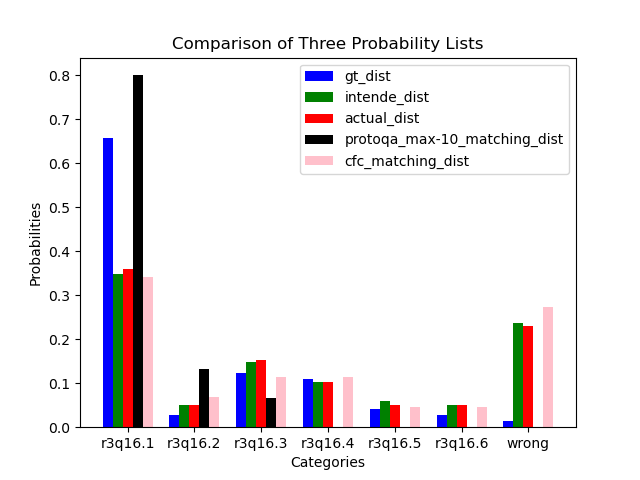 Comparison of Three Probability Lists
gt_dist
intende_dist
actual_dist
protoqa_max-10_matching_dist
cfc_matching_dist
Probabilities
0.8
0.7
0.6
0.5
0.4
0.3
0.2
0.1
0.0
r3q16.1 r3q16.2 r3q16.3 r3q16.4 r3q16.5 r3q16.6 wrong
Categories